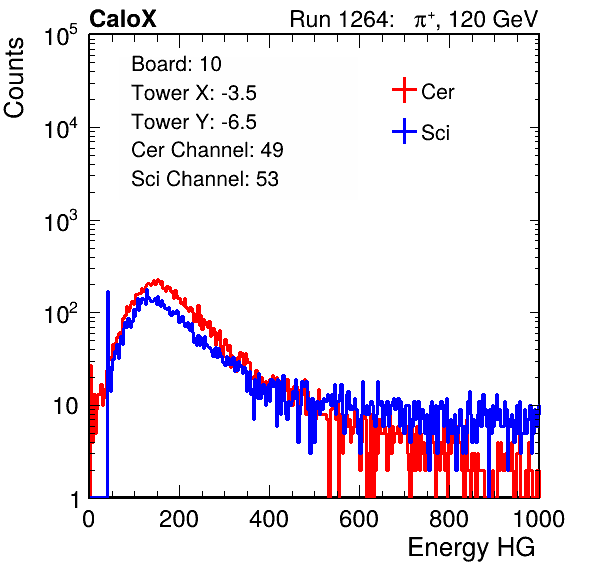 CaloX Run 1264: π⁺, 120 GeV
Counts
10⁵
10⁴
10³
10²
10
1
Board: 10
Tower X: -3.5
Tower Y: -6.5
Cer Channel: 49
Sci Channel: 53
Cer
Sci
0 200 400 600 800 1000
Energy HG